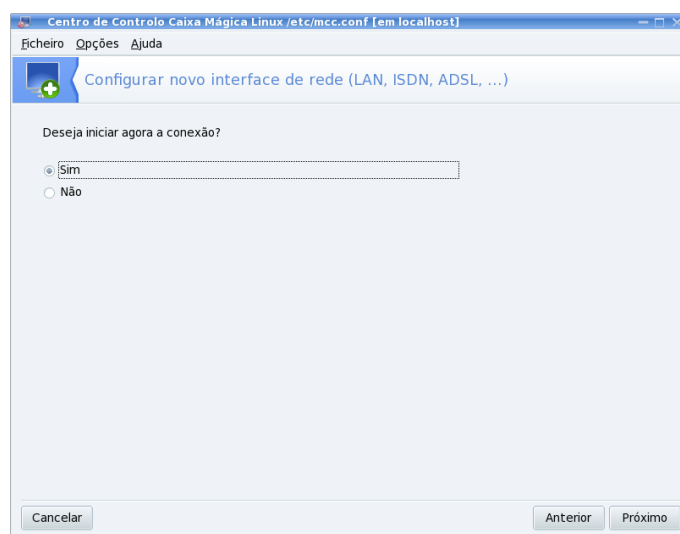 Centro de Controlo Caixa Mágica Linux /etc/mcc.conf [em localhost]
Ficheiro Opções Ajuda
Configurar novo interface de rede (LAN, ISDN, ADSL, ...)
Deseja iniciar agora a conexão?
Sim
Não
Cancelar Anterior Próximo